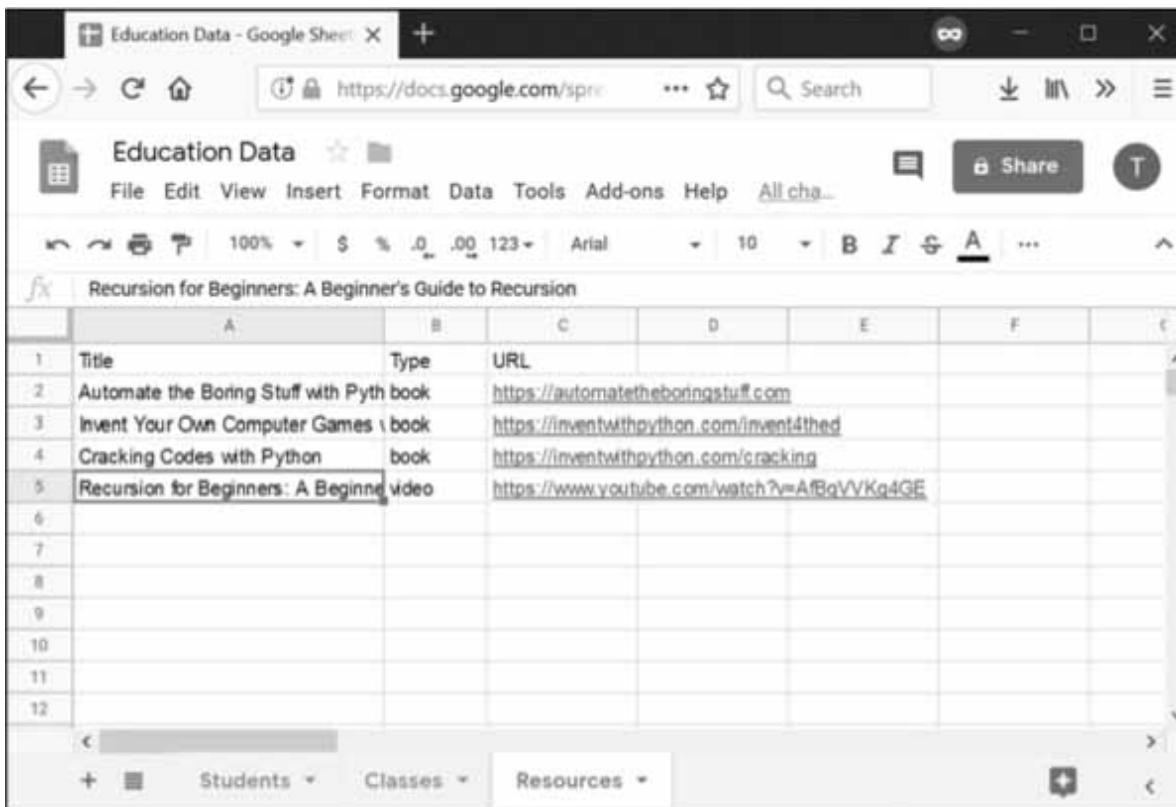 Education Data - Google Sheet
https://docs.google.com/spre
Search
Education Data
Share
T
File Edit View Insert Format Data Tools Add-ons Help All cha...
100% $ % .0 .00 123 Arial 10 B I S A ...
fx Recursion for Beginners: A Beginner's Guide to Recursion
A B C D E F
1 Title Type URL
2 Automate the Boring Stuff with Pyth book https://automatetheboringstuff.com
3 Invent Your Own Computer Games book https://inventwithpython.com/invent4thed
4 Cracking Codes with Python book https://inventwithpython.com/cracking
5 Recursion for Beginners: A Beginne video https://www.youtube.com/watch?v=AfBqVVKg4GE
6
7
8
9
10
11
12
Students Classes Resources